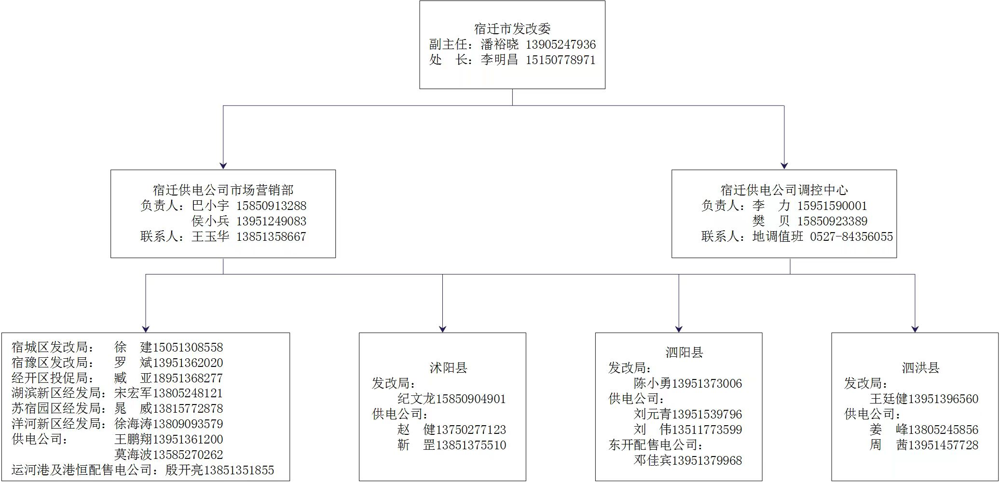 宿迁市发改委
副主任：潘裕晓 13905247936
处　长：李明昌 15150778971
宿迁供电公司市场营销部
负责人：巴小宇 15850913288
侯小兵 13951249083
联系人：王玉华 13851358667
宿迁供电公司调控中心
负责人：李　力 15951590001
樊　贝 15850923389
联系人：地调值班 0527-84356055
宿城区发改局：　徐　建15051308558
宿豫区发改局：　罗　斌13951362020
经开区投促局：　臧　亚18951368277
湖滨新区经发局：宋宏军13805248121
苏宿园区经发局：晁　威13815772878
洋河新区经发局：徐海涛13809093579
供电公司：　　　王鹏翔13951361200
莫海波13585270262
运河港及港恒配售电公司：殷开亮13851351855
沭阳县
发改局：
纪文龙15850904901
供电公司：
赵　健13750277123
靳　罡13851375510
泗阳县
发改局：
陈小勇13951373006
供电公司：
刘元青13951539796
刘　伟13511773599
东开配售电公司：
邓佳宾13951379968
泗洪县
发改局：
王廷健13951396560
供电公司：
姜　峰13805245856
周　茜13951457728